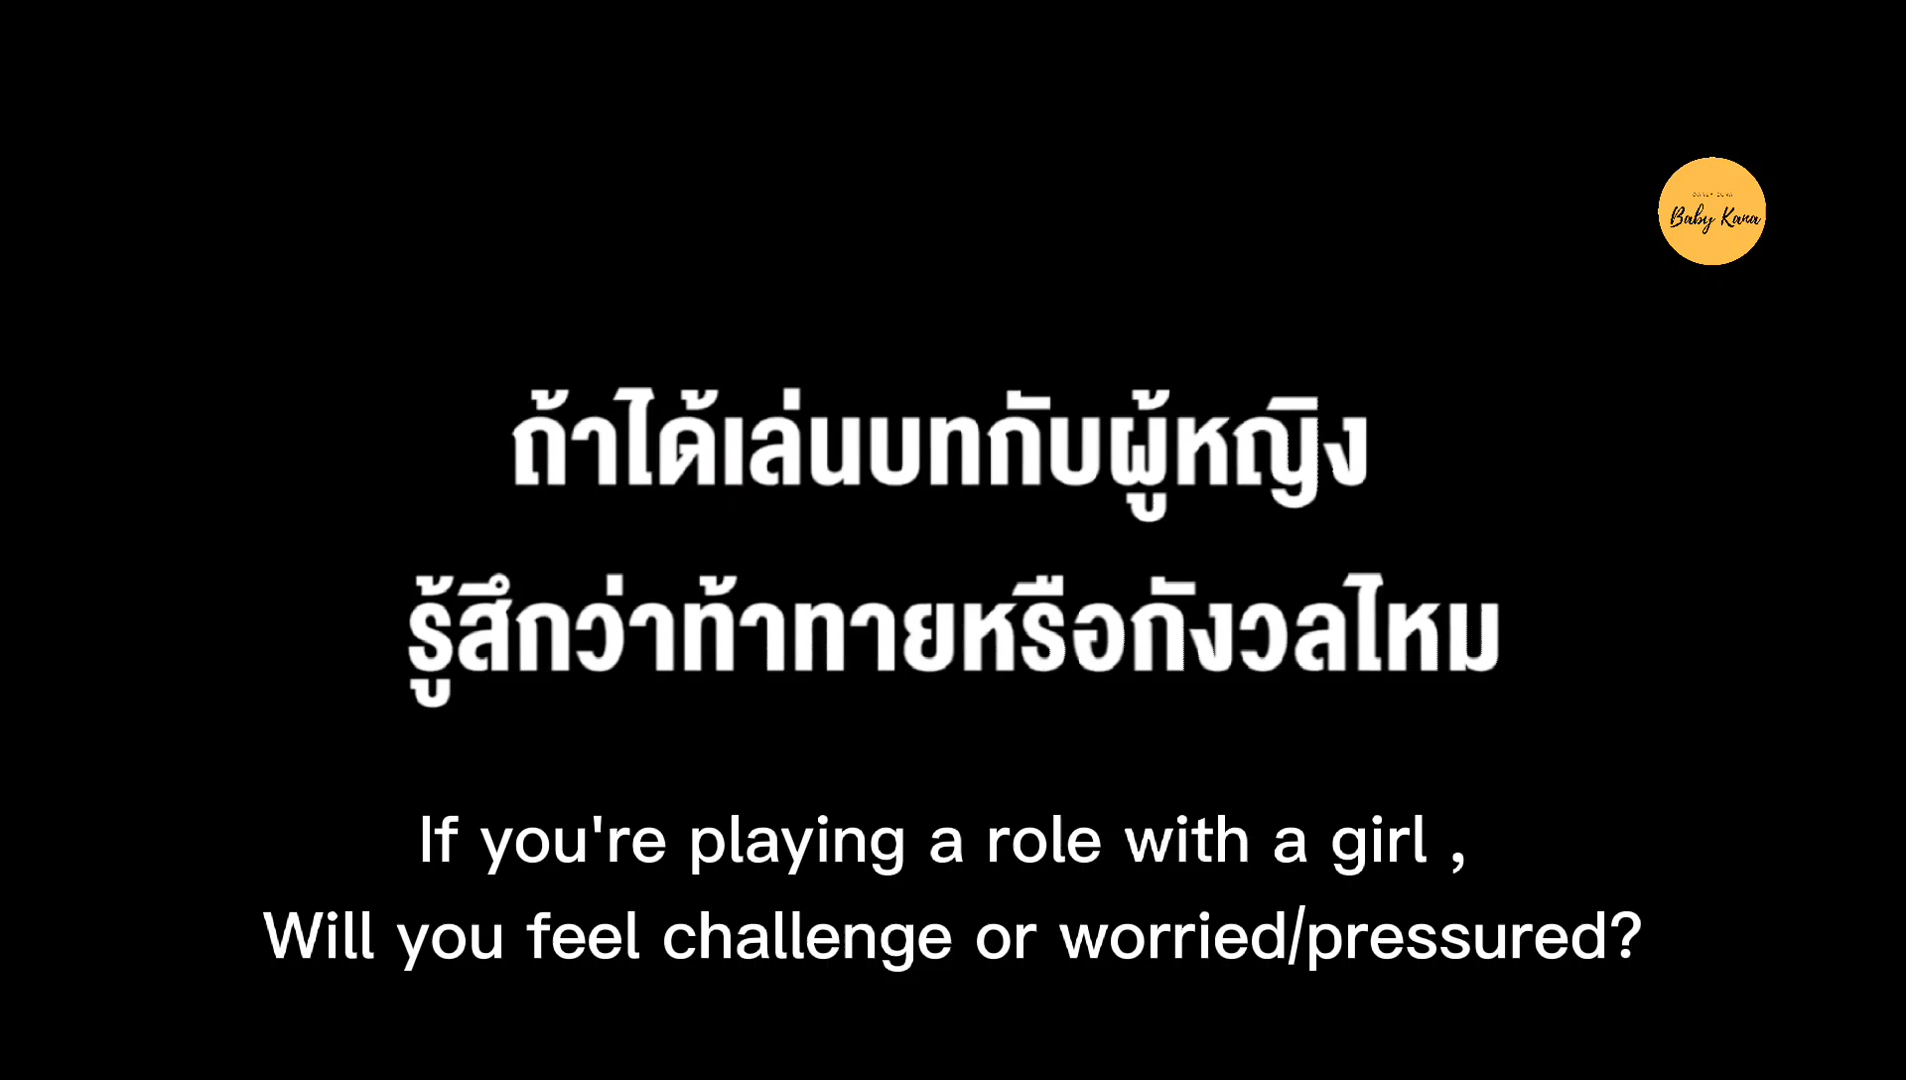 Baby Kana
ถ้าได้เล่นบทกับผู้หญิง
รู้สึกว่าท้าทายหรือกังวลไหม
If you're playing a role with a girl ,
Will you feel challenge or worried/pressured?